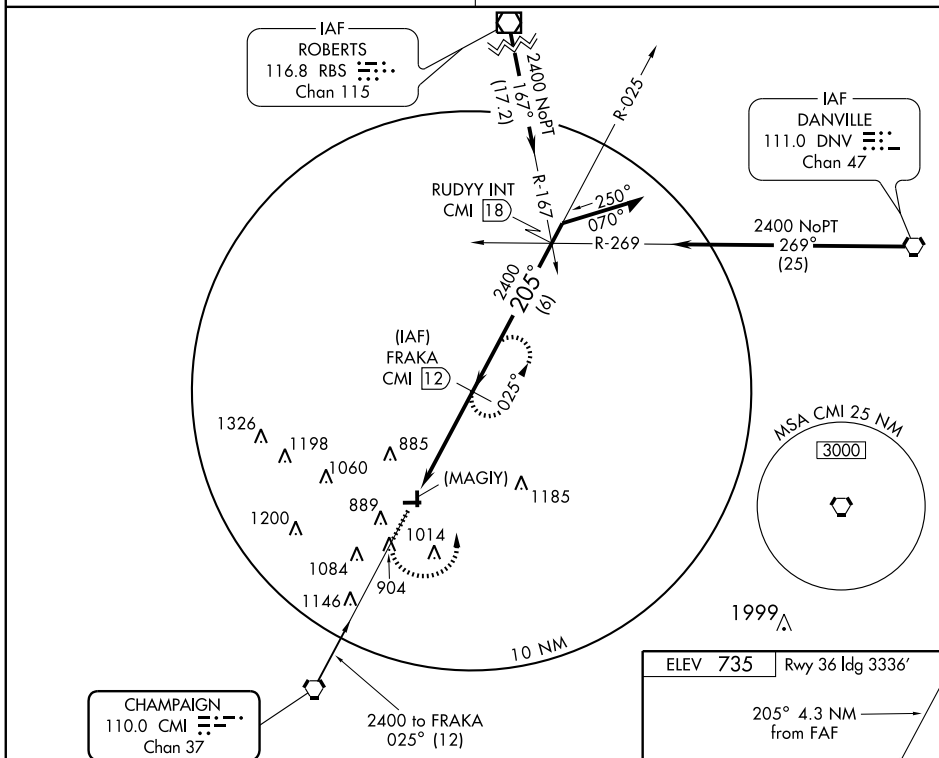 IAF
ROBERTS
116.8 RBS
Chan 115
2400 NoPT
167°
(17.2)
R-167
R-025
IAF
DANVILLE
111.0 DNV
Chan 47
RUDYY INT
CMI 18
250°
070°
R-269
2400 NoPT
269°
(25)
2400
205°
(6)
(IAF)
FRAKA
CMI 12
025°
1326
1198
1060
885
(MAGIY)
1185
889
1200
1014
1084
904
1146
MSA CMI 25 NM
3000
1999
10 NM
CHAMPAIGN
110.0 CMI
Chan 37
2400 to FRAKA
025° (12)
ELEV 735 Rwy 36 ldg 3336'
205° 4.3 NM
from FAF